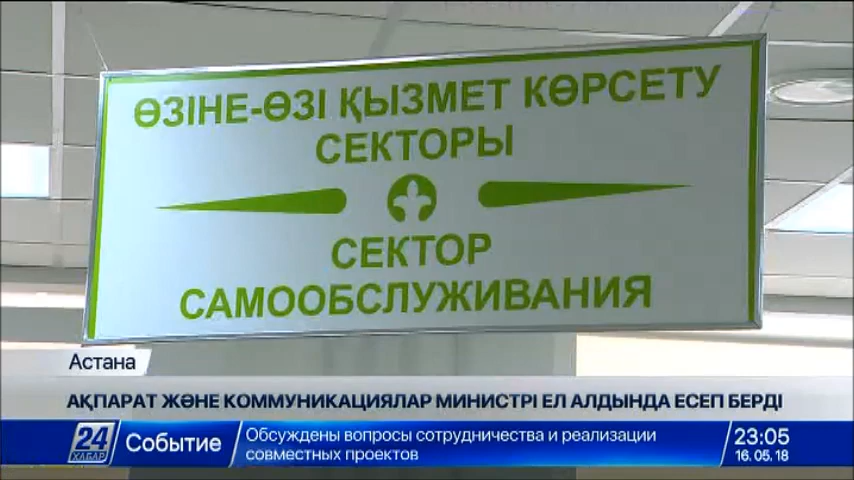 ӨЗІНЕ-ӨЗІ ҚЫЗМЕТ КӨРСЕТУ
СЕКТОРЫ
СЕКТОР
САМООБСЛУЖИВАНИЯ
Астана
АҚПАРАТ ЖӘНЕ КОММУНИКАЦИЯЛАР МИНИСТРІ ЕЛ АЛДЫНДА ЕСЕП БЕРДІ
24
ХАБАР
Событие
Обсуждены вопросы сотрудничества и реализации
совместных проектов
23:05
16.05.18